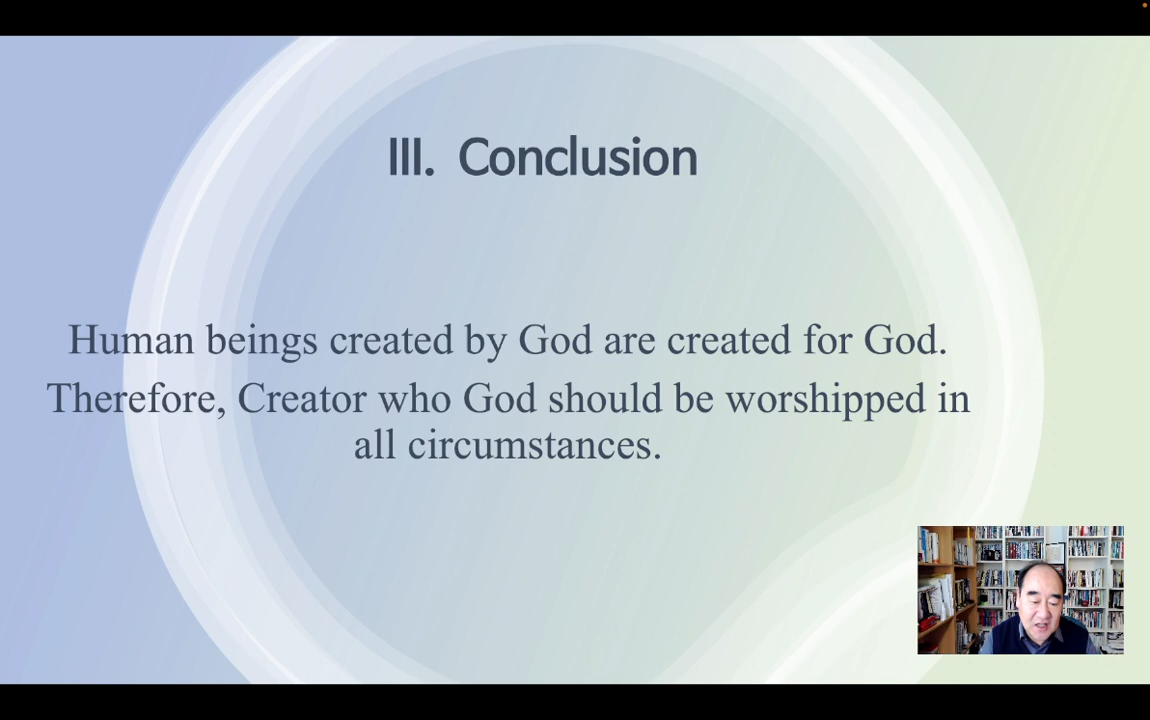 III. Conclusion
Human beings created by God are created for God.
Therefore, Creator who God should be worshipped in
all circumstances.